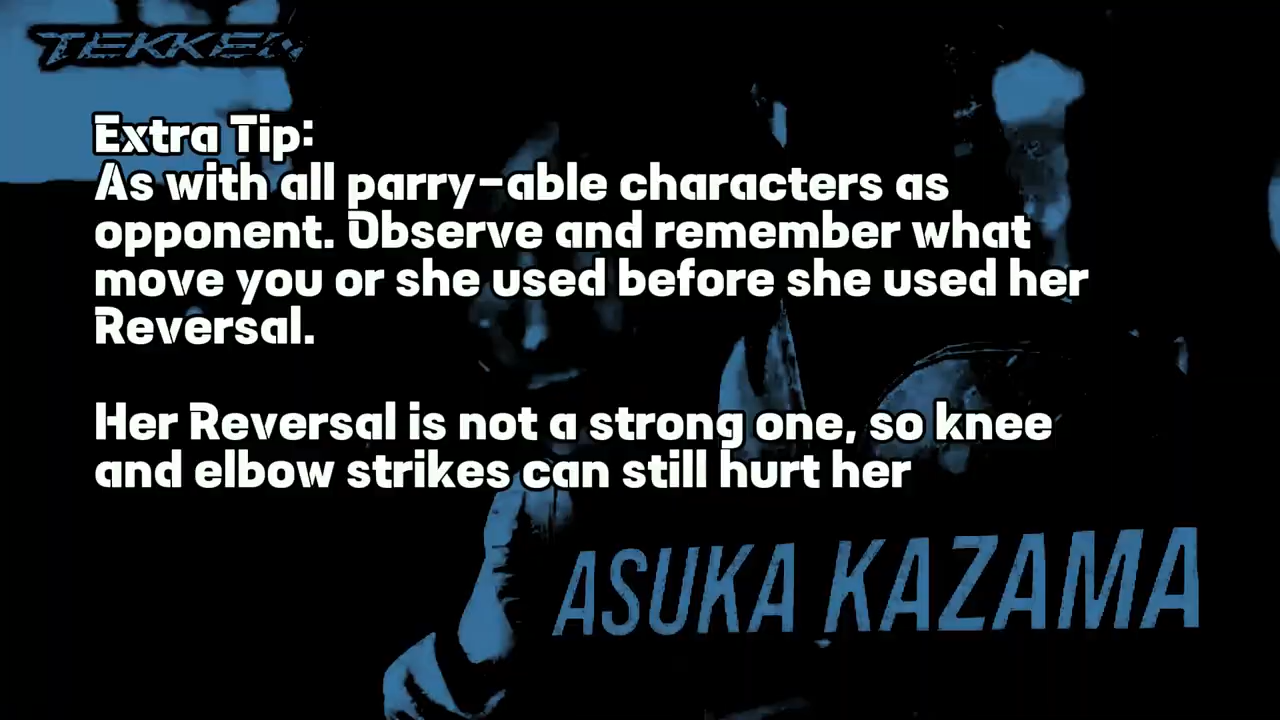 TEKKEN
Extra Tip:
As with all parry-able characters as
opponent. Observe and remember what
move you or she used before she used her
Reversal.
Her Reversal is not a strong one, so knee
and elbow strikes can still hurt her
ASUKA KAZAMA